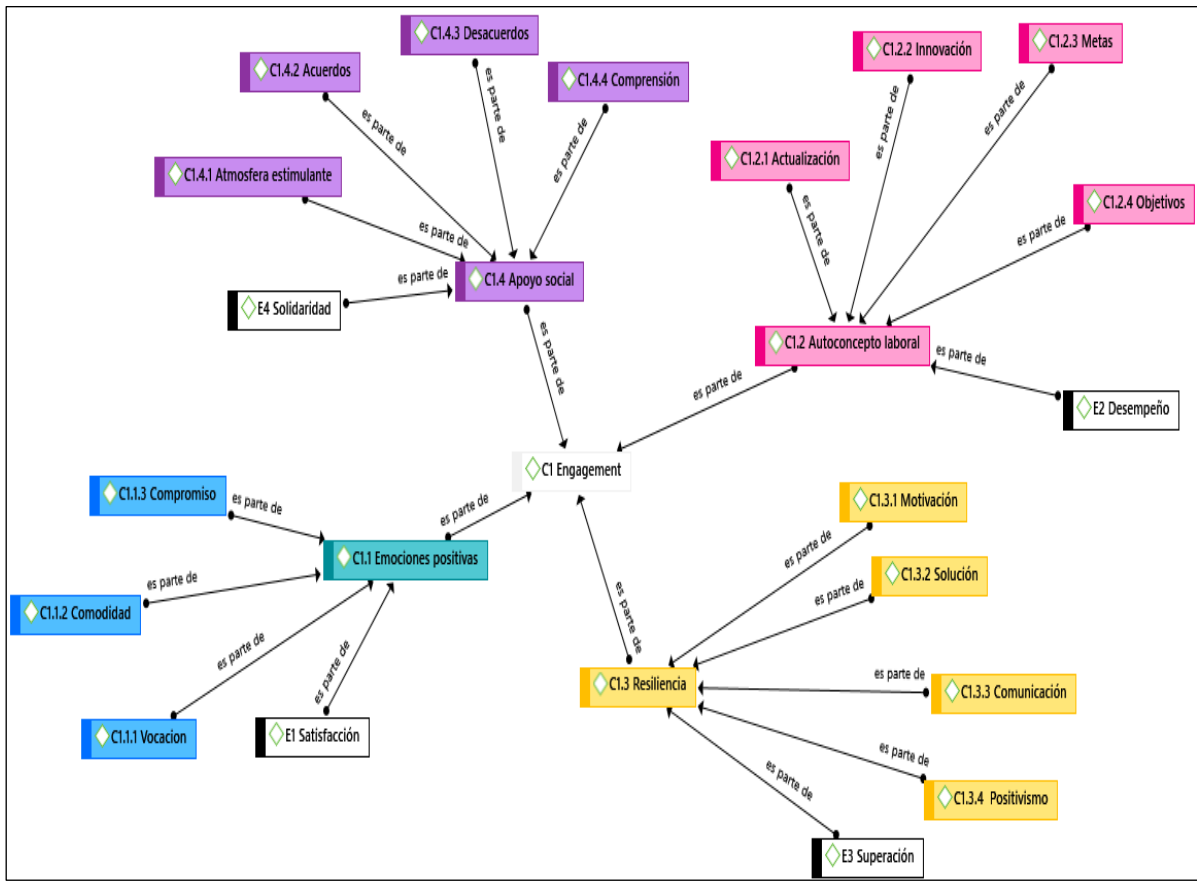 C1.4.3 Desacuerdos
C1.2.3 Metas
C1.2.2 Innovación
C1.4.2 Acuerdos
C1.4.4 Comprensión
es parte de
es parte de
es parte de
es parte de
es parte de
es parte de
C1.2.1 Actualización
C1.4.1 Atmosfera estimulante
C1.2.4 Objetivos
es parte de
es parte de
es parte de
es parte de
C1.4 Apoyo social
E4 Solidaridad
C1.2 Autoconcepto laboral
es parte de
es parte de
es parte de
E2 Desempeño
C1 Engagement
C1.1.3 Compromiso
es parte de
es parte de
C1.3.1 Motivación
es parte de
C1.1 Emociones positivas
C1.3.2 Solución
es parte de
es parte de
es parte de
C1.1.2 Comodidad
es parte de
es parte de
es parte de
C1.3 Resiliencia
C1.3.3 Comunicación
C1.1.1 Vocacion
E1 Satisfacción
es parte de
es parte de
C1.3.4 Positivismo
E3 Superación